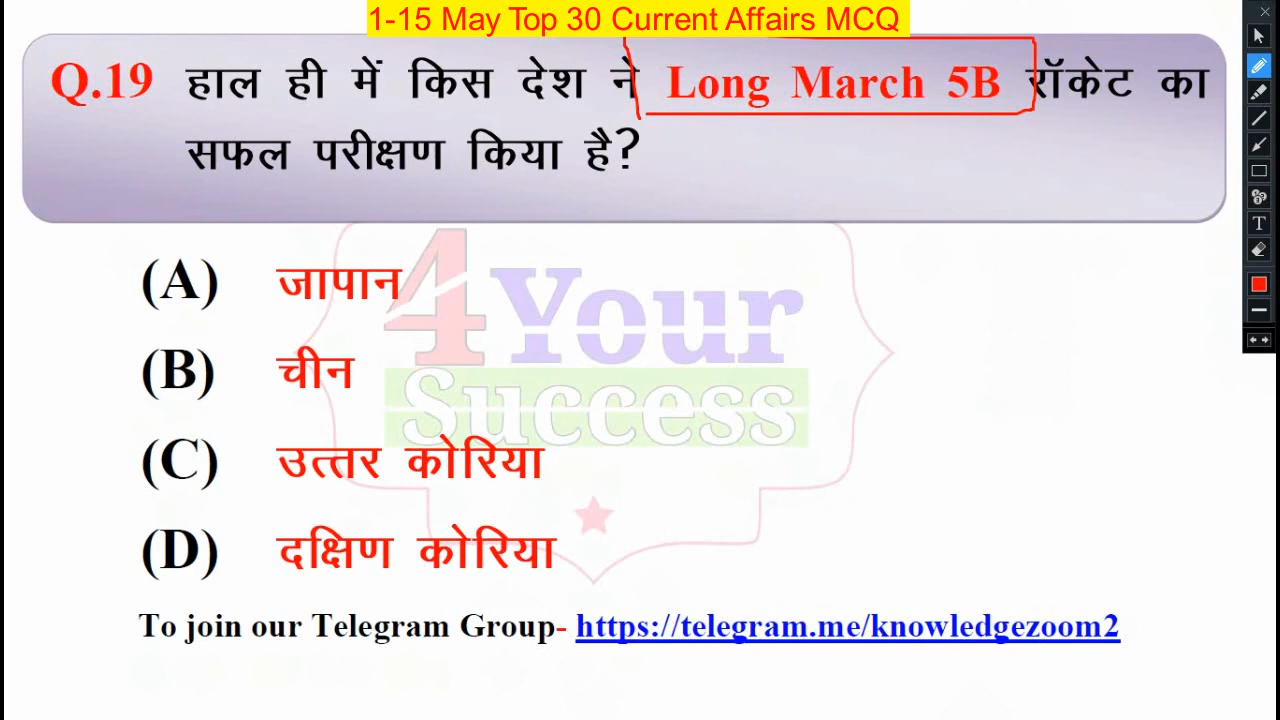 1-15 May Top 30 Current Affairs MCQ
Q.19 हाल ही में किस देश ने Long March 5B रॉकेट का
सफल परीक्षण किया है?
4 Your
Success
(A) जापान
(B) चीन
(C) उत्तर कोरिया
(D) दक्षिण कोरिया
To join our Telegram Group- https://telegram.me/knowledgezoom2